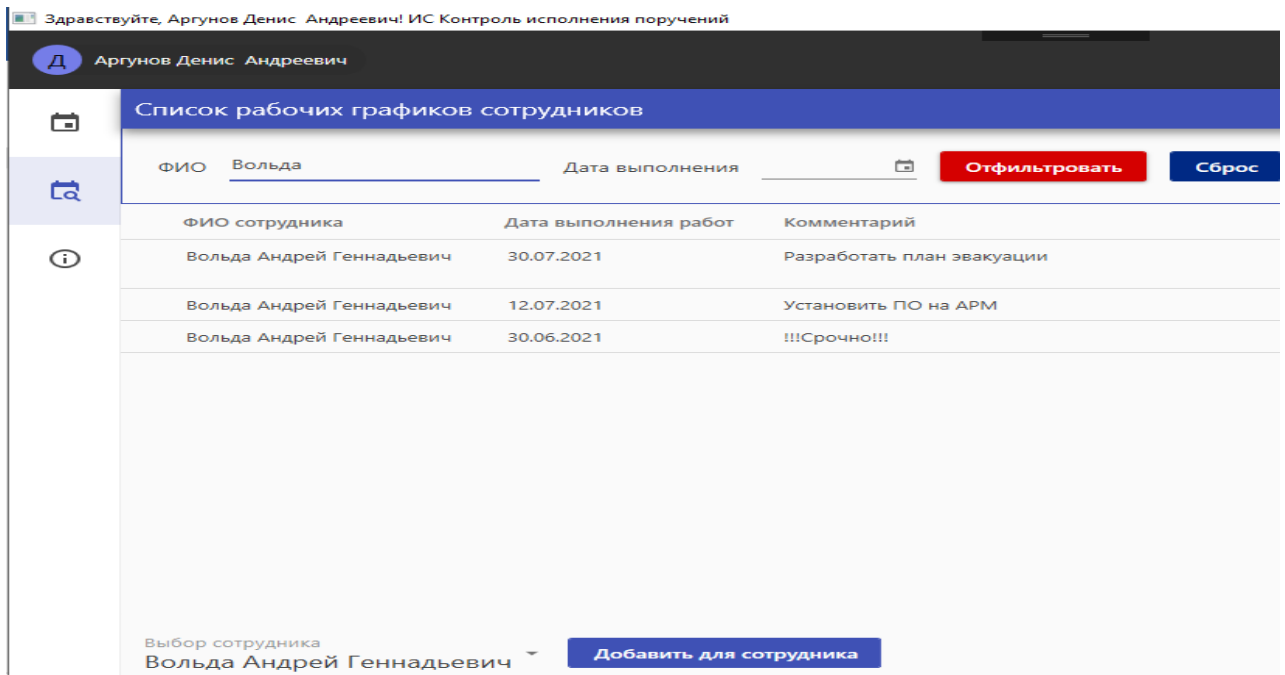 Здравствуйте, Аргунов Денис  Андреевич! ИС Контроль исполнения поручений
Д Аргунов Денис  Андреевич
Список рабочих графиков сотрудников
ФИО Вольда Дата выполнения Отфильтровать Сброс
ФИО сотрудника Дата выполнения работ Комментарий
Вольда Андрей Геннадьевич 30.07.2021 Разработать план эвакуации
Вольда Андрей Геннадьевич 12.07.2021 Установить ПО на АРМ
Вольда Андрей Геннадьевич 30.06.2021 !!!Срочно!!!
Выбор сотрудника
Вольда Андрей Геннадьевич Добавить для сотрудника